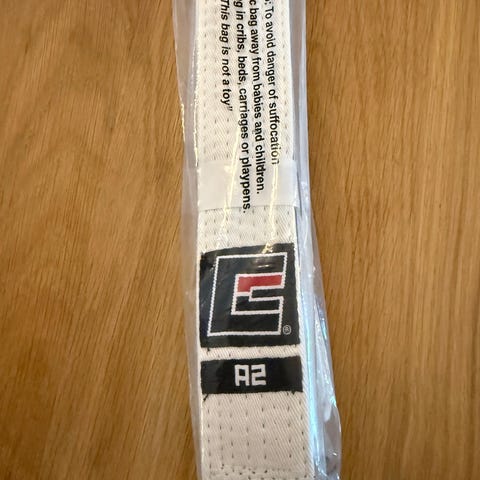 : To avoid danger of suffocation
c bag away from babies and children.
g in cribs, beds, carriages or playpens.
"This bag is not a toy"
E
®
A2